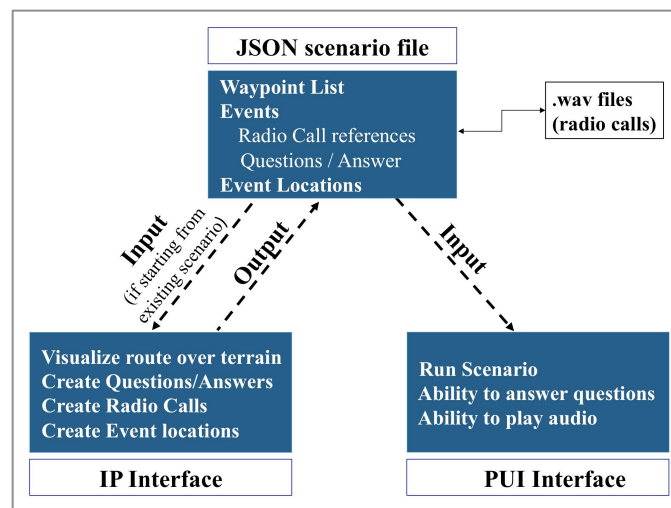 JSON scenario file
Waypoint List
Events
Radio Call references
Questions / Answer
Event Locations
.wav files
(radio calls)
Input
(if starting from
existing scenario)
Output
Input
Visualize route over terrain
Create Questions/Answers
Create Radio Calls
Create Event locations
IP Interface
Run Scenario
Ability to answer questions
Ability to play audio
PUI Interface